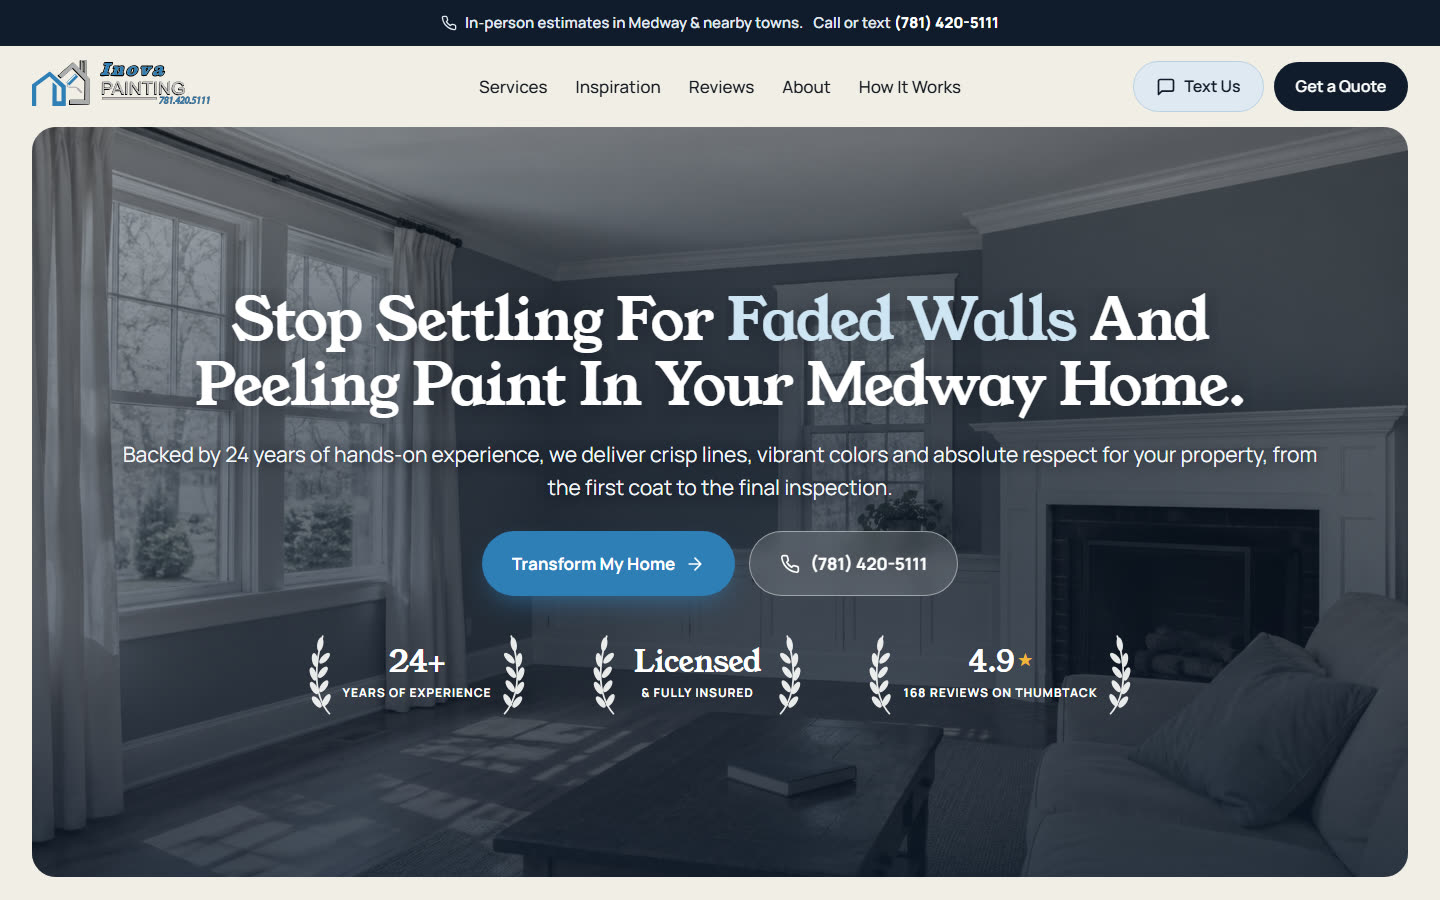 In-person estimates in Medway & nearby towns. Call or text (781) 420-5111
Inova
PAINTING
781.420.5111
Services Inspiration Reviews About How It Works
Text Us
Get a Quote
Stop Settling For Faded Walls And
Peeling Paint In Your Medway Home.
Backed by 24 years of hands-on experience, we deliver crisp lines, vibrant colors and absolute respect for your property, from
the first coat to the final inspection.
Transform My Home →
(781) 420-5111
24+
YEARS OF EXPERIENCE
Licensed
& FULLY INSURED
4.9★
168 REVIEWS ON THUMBTACK